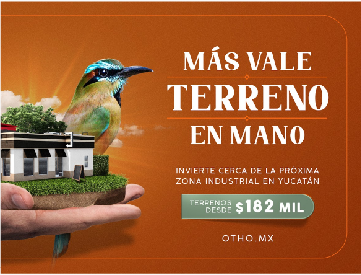 MÁS VALE
TERRENO
EN MANO
INVIERTE CERCA DE LA PRÓXIMA
ZONA INDUSTRIAL EN YUCATÁN
TERRENOS
DESDE $182 MIL
OTHO.MX